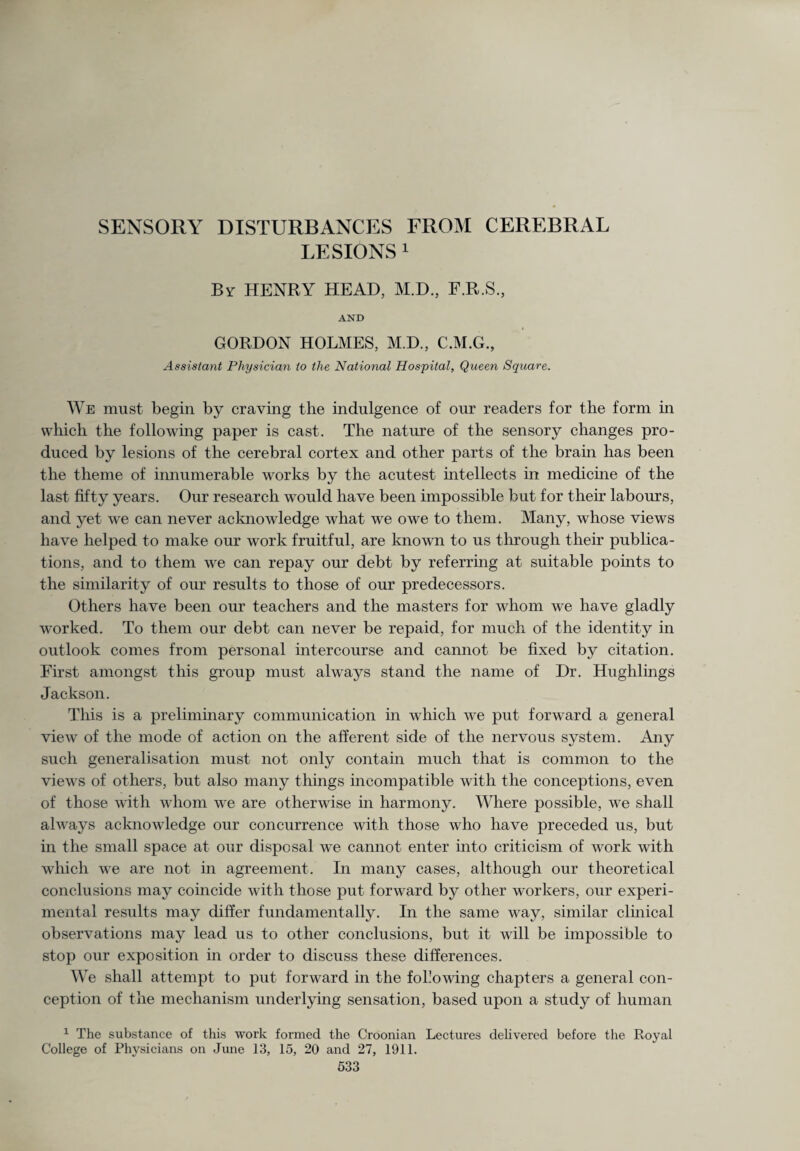 SENSORY DISTURBANCES FROM CEREBRAL
LESIONS 1
By HENRY HEAD, M.D., F.R.S.,
AND
GORDON HOLMES, M.D., C.M.G.,
Assistant Physician to the National Hospital, Queen Square.
We must begin by craving the indulgence of our readers for the form in
which the following paper is cast. The nature of the sensory changes pro-
duced by lesions of the cerebral cortex and other parts of the brain has been
the theme of innumerable works by the acutest intellects in medicine of the
last fifty years. Our research would have been impossible but for their labours,
and yet we can never acknowledge what we owe to them. Many, whose views
have helped to make our work fruitful, are known to us through their publica-
tions, and to them we can repay our debt by referring at suitable points to
the similarity of our results to those of our predecessors.
Others have been our teachers and the masters for whom we have gladly
worked. To them our debt can never be repaid, for much of the identity in
outlook comes from personal intercourse and cannot be fixed by citation.
First amongst this group must always stand the name of Dr. Hughlings
Jackson.
This is a preliminary communication in which we put forward a general
view of the mode of action on the afferent side of the nervous system. Any
such generalisation must not only contain much that is common to the
views of others, but also many things incompatible with the conceptions, even
of those with whom we are otherwise in harmony. Where possible, we shall
always acknowledge our concurrence with those who have preceded us, but
in the small space at our disposal we cannot enter into criticism of work with
which we are not in agreement. In many cases, although our theoretical
conclusions may coincide with those put forward by other workers, our experi-
mental results may differ fundamentally. In the same way, similar clinical
observations may lead us to other conclusions, but it will be impossible to
stop our exposition in order to discuss these differences.
We shall attempt to put forward in the following chapters a general con-
ception of the mechanism underlying sensation, based upon a study of human
1 The substance of this work formed the Croonian Lectures delivered before the Royal
College of Physicians on June 13, 15, 20 and 27, 1911.
533